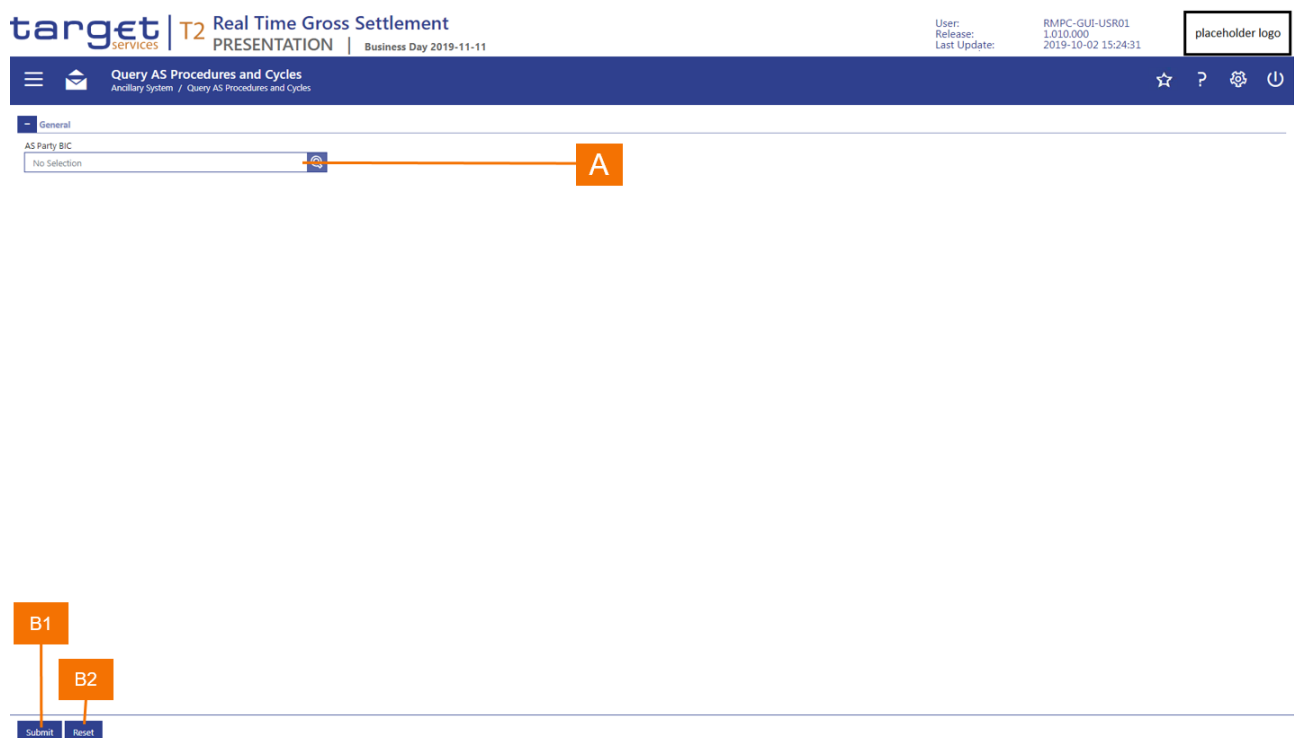 target services | T2 Real Time Gross Settlement
PRESENTATION | Business Day 2019-11-11
User: RMPC-GUI-USR01
Release: 1.010.000
Last Update: 2019-10-02 15:24:31
placeholder logo
Query AS Procedures and Cycles
Ancillary System / Query AS Procedures and Cycles
?
General
AS Party BIC
No Selection
A
B1
B2
Submit Reset